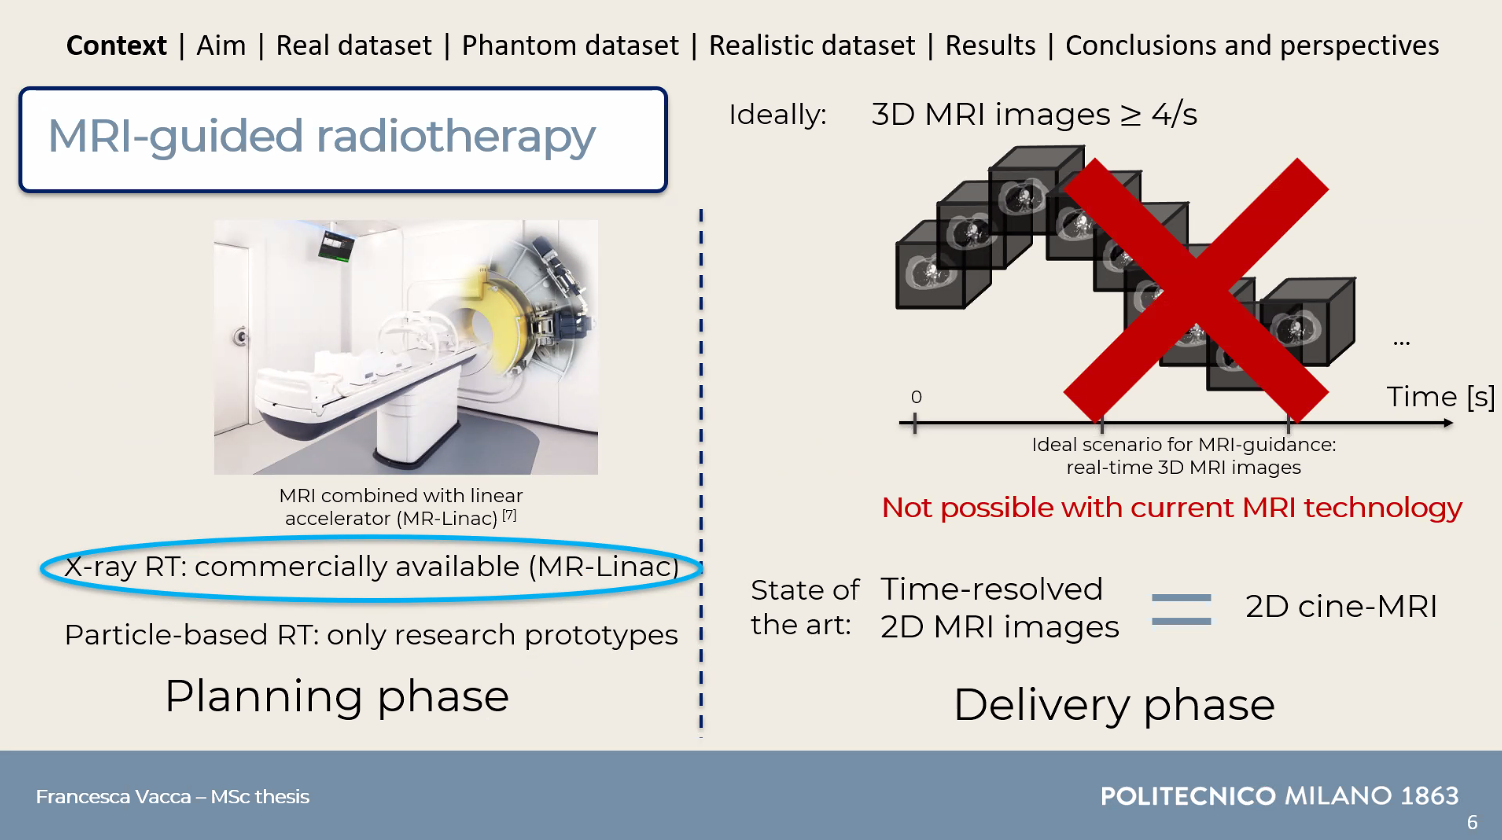 Context | Aim | Real dataset | Phantom dataset | Realistic dataset | Results | Conclusions and perspectives
MRI-guided radiotherapy
MRI combined with linear
accelerator (MR-Linac) [7]
X-ray RT: commercially available (MR-Linac)
Particle-based RT: only research prototypes
Planning phase
Ideally: 3D MRI images ≥ 4/s
...
0
Time [s]
Ideal scenario for MRI-guidance:
real-time 3D MRI images
Not possible with current MRI technology
State of
the art:
Time-resolved
2D MRI images
=
2D cine-MRI
Delivery phase
Francesca Vacca – MSc thesis
POLITECNICO MILANO 1863
6